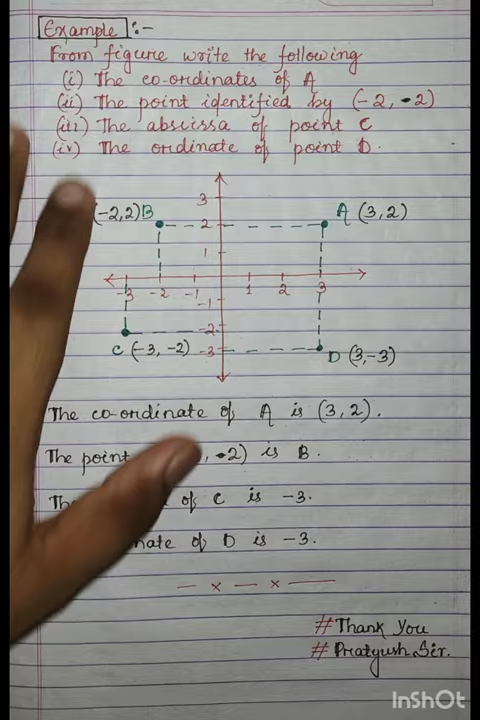 Example :-
From figure write the following
(i) The co-ordinates of A
(ii) The point identified by (-2, -2)
(iii) The abscissa of point C
(iv) The ordinate of point D.
3
(-2,2) B 2 A (3,2)
1
-3 -2 -1 1 2 3
-1
-2
C (-3, -2) -3 D (3,-3)
The co-ordinate of A is (3, 2).
The point , -2) is B.
of C is -3.
of D is -3.
— x — x —
# Thank You
# Pratyush Sir.
InShOt